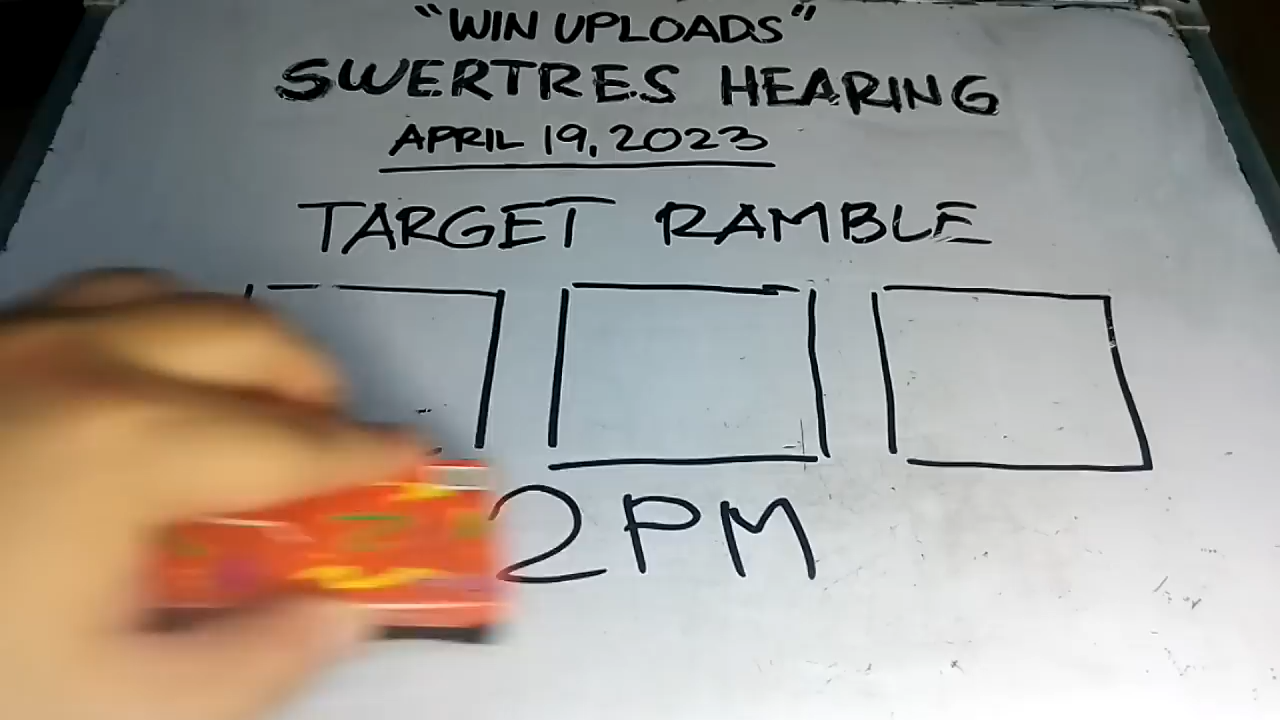 "WIN UPLOADS"
SWERTRES HEARING
APRIL 19, 2023
TARGET RAMBLE
2PM